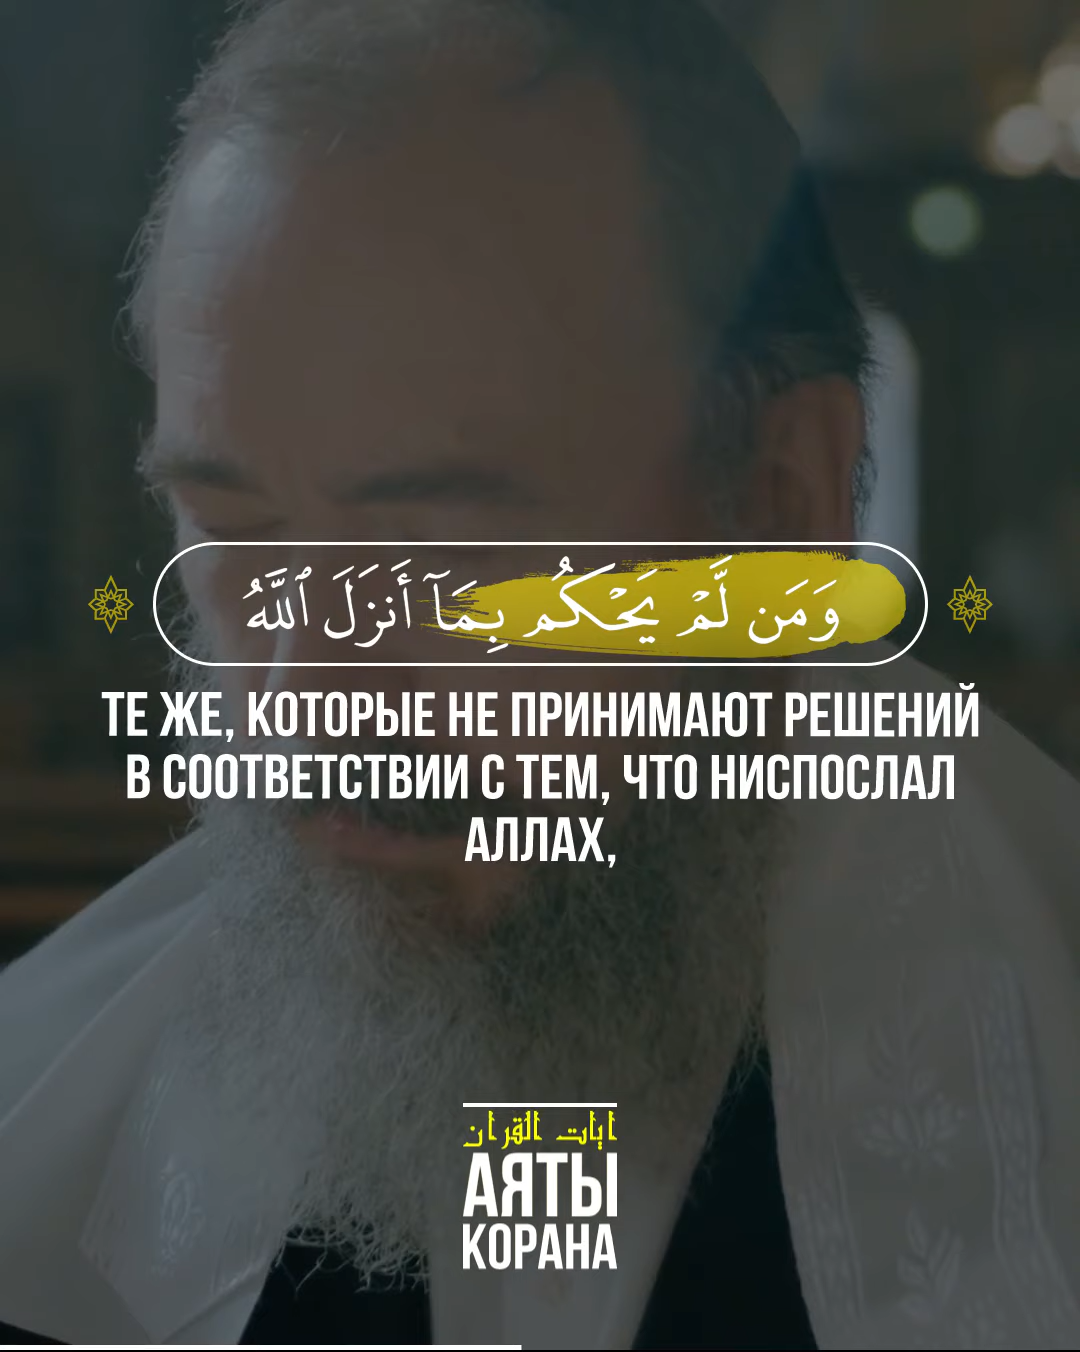 وَمَن لَّمْ يَحْكُم بِمَآ أَنزَلَ ٱللَّهُ
ТЕ ЖЕ, КОТОРЫЕ НЕ ПРИНИМАЮТ РЕШЕНИЙ
В СООТВЕТСТВИИ С ТЕМ, ЧТО НИСПОСЛАЛ
АЛЛАХ,
ايات القران
АЯТЫ
КОРАНА